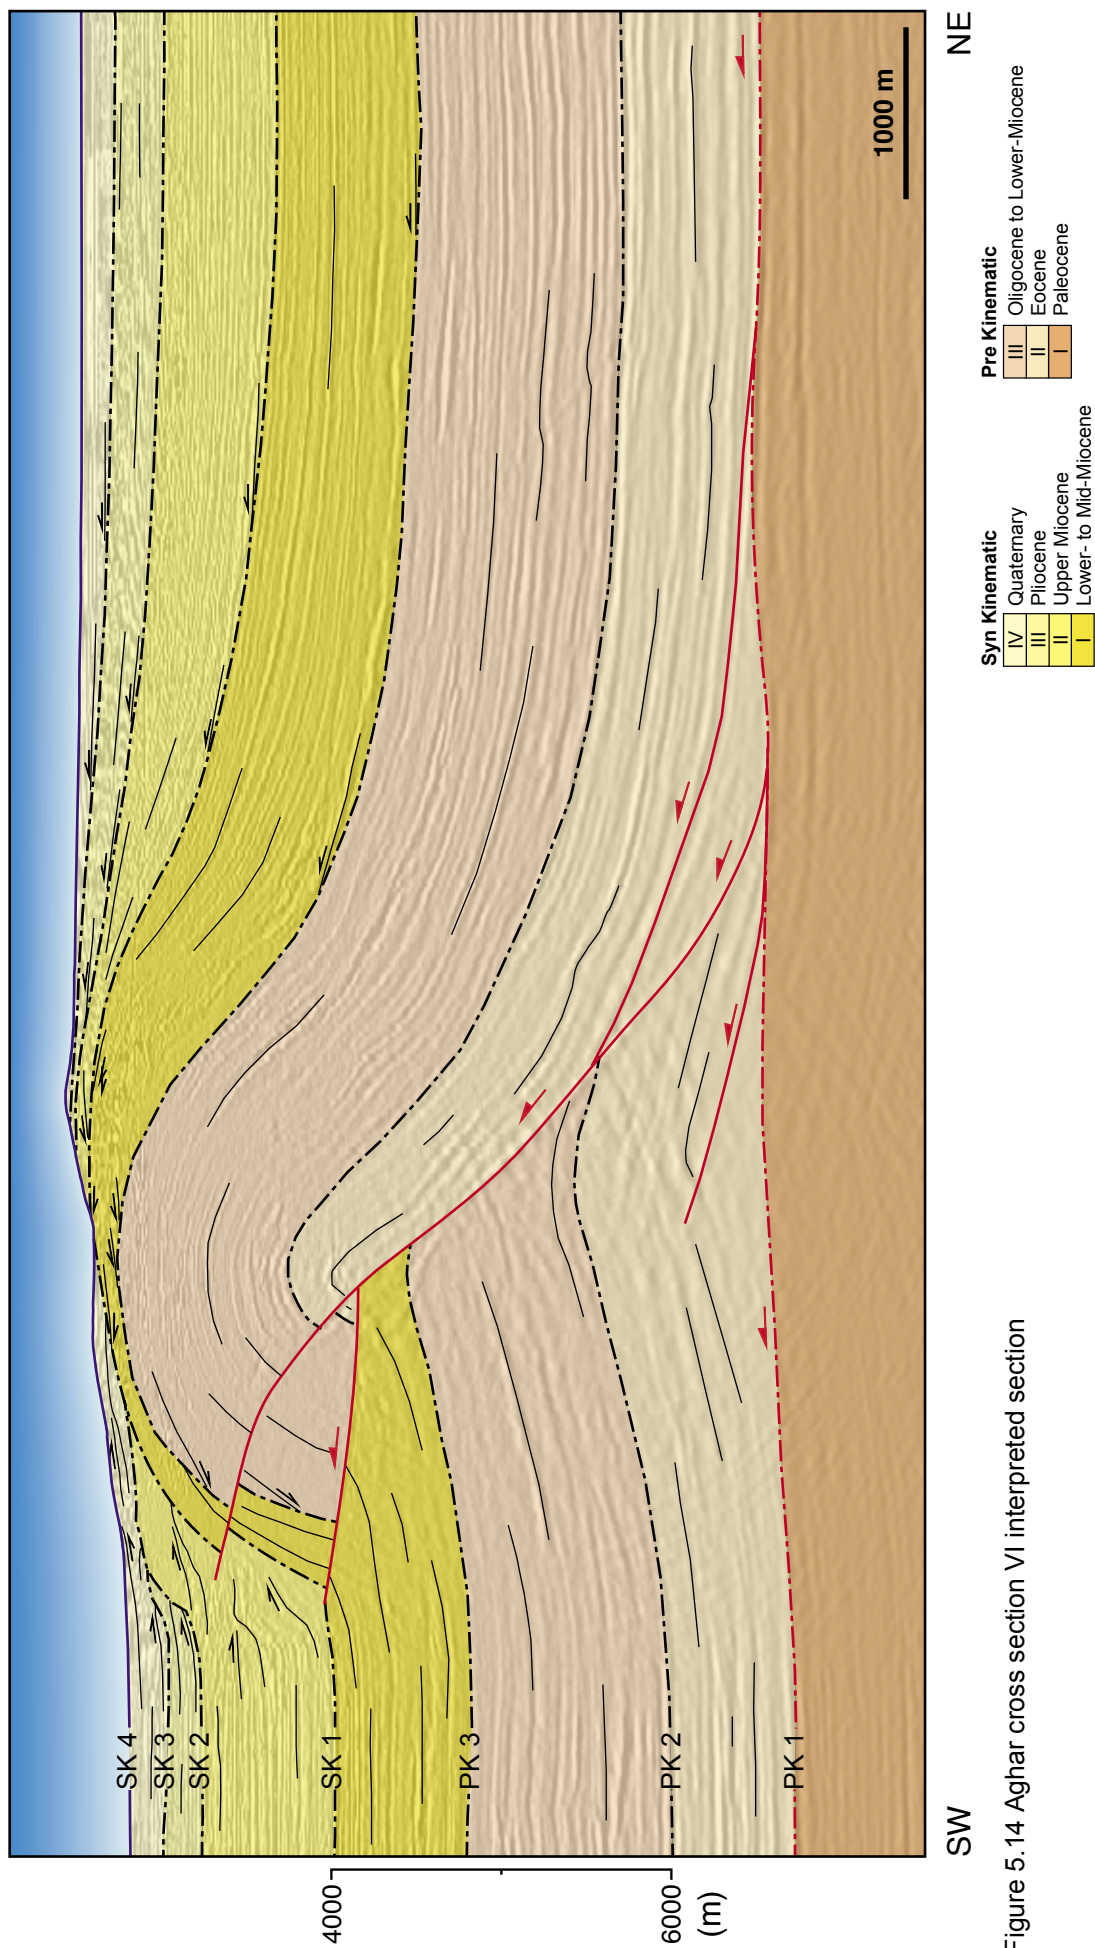 SK 4
SK 3
SK 2
SK 1
PK 3
PK 2
PK 1
4000
6000
(m)
1000 m
SW
NE
Syn Kinematic
IV Quaternary
III Pliocene
II Upper Miocene
I Lower- to Mid-Miocene
Pre Kinematic
III Oligocene to Lower-Miocene
II Eocene
I Paleocene
Figure 5.14 Aghar cross section VI interpreted section